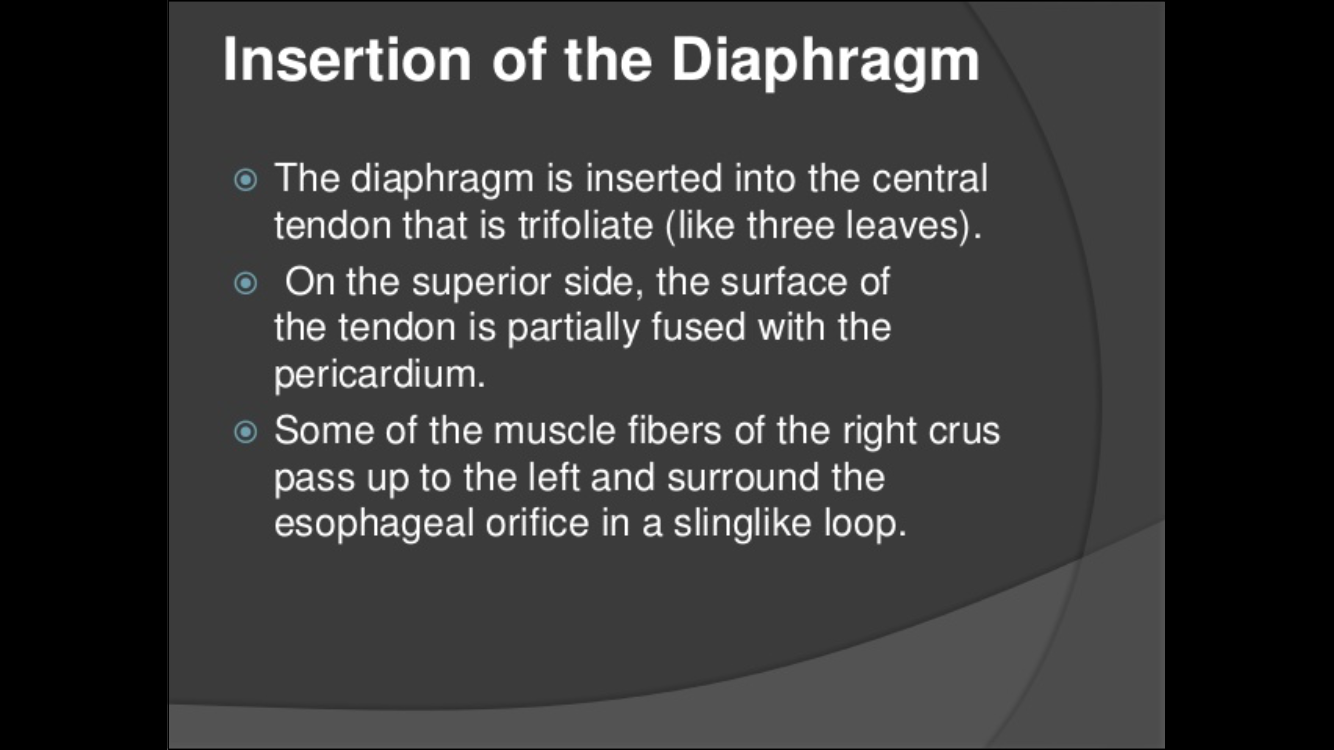 Insertion of the Diaphragm
The diaphragm is inserted into the central
tendon that is trifoliate (like three leaves).
On the superior side, the surface of
the tendon is partially fused with the
pericardium.
Some of the muscle fibers of the right crus
pass up to the left and surround the
esophageal orifice in a slinglike loop.